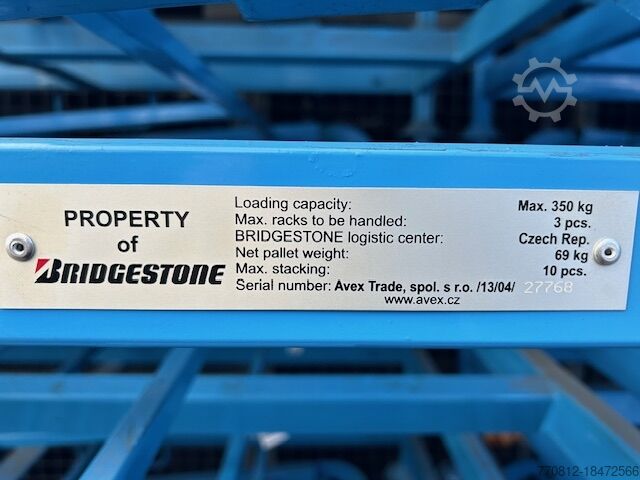 PROPERTY
of
BRIDGESTONE
Loading capacity: Max. 350 kg
Max. racks to be handled: 3 pcs.
BRIDGESTONE logistic center: Czech Rep.
Net pallet weight: 69 kg
Max. stacking: 10 pcs.
Serial number: Avex Trade, spol. s r.o. /13/04/ 27768
www.avex.cz
770812-18472566